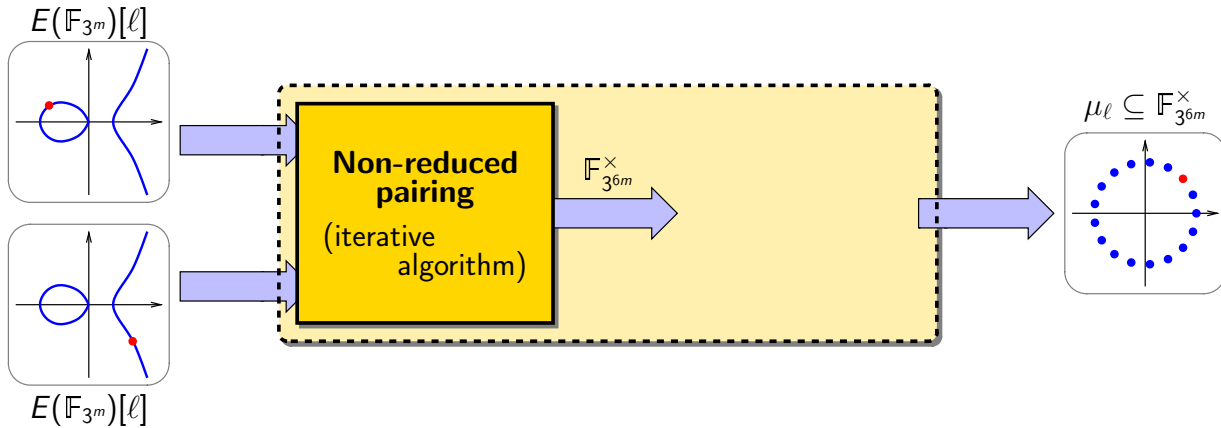 E(𝔽_{3^m})[ℓ]
Non-reduced
pairing
(iterative
algorithm)
𝔽^×_{3^{6m}}
μ_ℓ ⊆ 𝔽^×_{3^{6m}}
E(𝔽_{3^m})[ℓ]